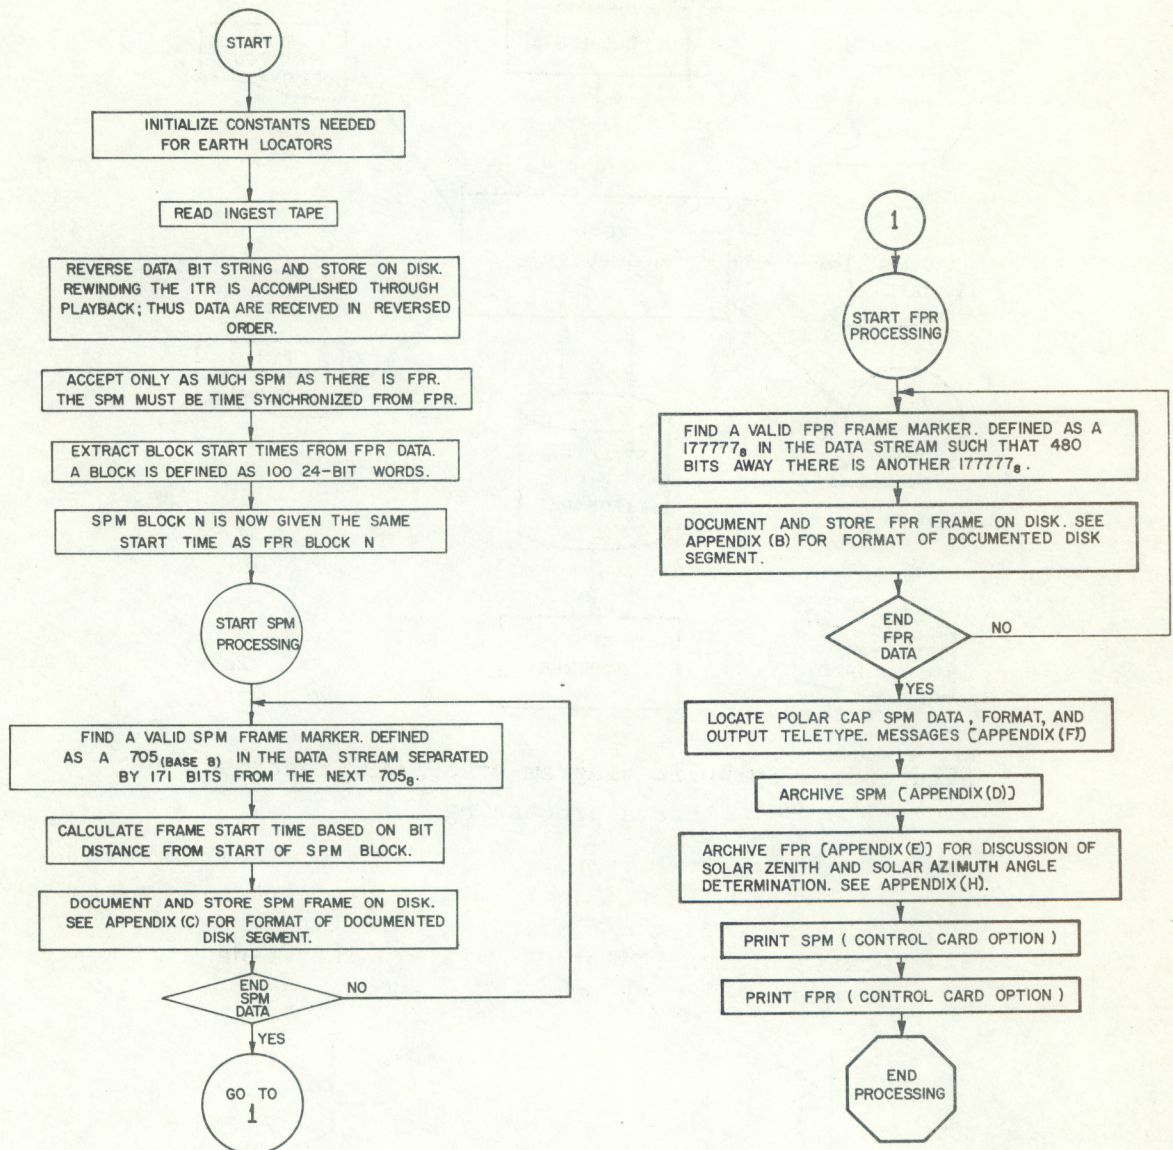 START
INITIALIZE CONSTANTS NEEDED
FOR EARTH LOCATORS
READ INGEST TAPE
REVERSE DATA BIT STRING AND STORE ON DISK.
REWINDING THE ITR IS ACCOMPLISHED THROUGH
PLAYBACK; THUS DATA ARE RECEIVED IN REVERSED
ORDER.
ACCEPT ONLY AS MUCH SPM AS THERE IS FPR.
THE SPM MUST BE TIME SYNCHRONIZED FROM FPR.
EXTRACT BLOCK START TIMES FROM FPR DATA.
A BLOCK IS DEFINED AS 100 24-BIT WORDS.
SPM BLOCK N IS NOW GIVEN THE SAME
START TIME AS FPR BLOCK N
START SPM
PROCESSING
FIND A VALID SPM FRAME MARKER. DEFINED
AS A 705(BASE 8) IN THE DATA STREAM SEPARATED
BY 171 BITS FROM THE NEXT 705₈.
CALCULATE FRAME START TIME BASED ON BIT
DISTANCE FROM START OF SPM BLOCK.
DOCUMENT AND STORE SPM FRAME ON DISK.
SEE APPENDIX (C) FOR FORMAT OF DOCUMENTED
DISK SEGMENT.
END
SPM
DATA
NO
YES
GO TO
1
1
START FPR
PROCESSING
FIND A VALID FPR FRAME MARKER. DEFINED AS A
177777₈ IN THE DATA STREAM SUCH THAT 480
BITS AWAY THERE IS ANOTHER 177777₈.
DOCUMENT AND STORE FPR FRAME ON DISK. SEE
APPENDIX (B) FOR FORMAT OF DOCUMENTED DISK
SEGMENT.
END
FPR
DATA
NO
YES
LOCATE POLAR CAP SPM DATA, FORMAT, AND
OUTPUT TELETYPE. MESSAGES [APPENDIX(F)]
ARCHIVE SPM [APPENDIX(D)]
ARCHIVE FPR [APPENDIX(E)] FOR DISCUSSION OF
SOLAR ZENITH AND SOLAR AZIMUTH ANGLE
DETERMINATION. SEE APPENDIX (H).
PRINT SPM ( CONTROL CARD OPTION )
PRINT FPR ( CONTROL CARD OPTION )
END
PROCESSING